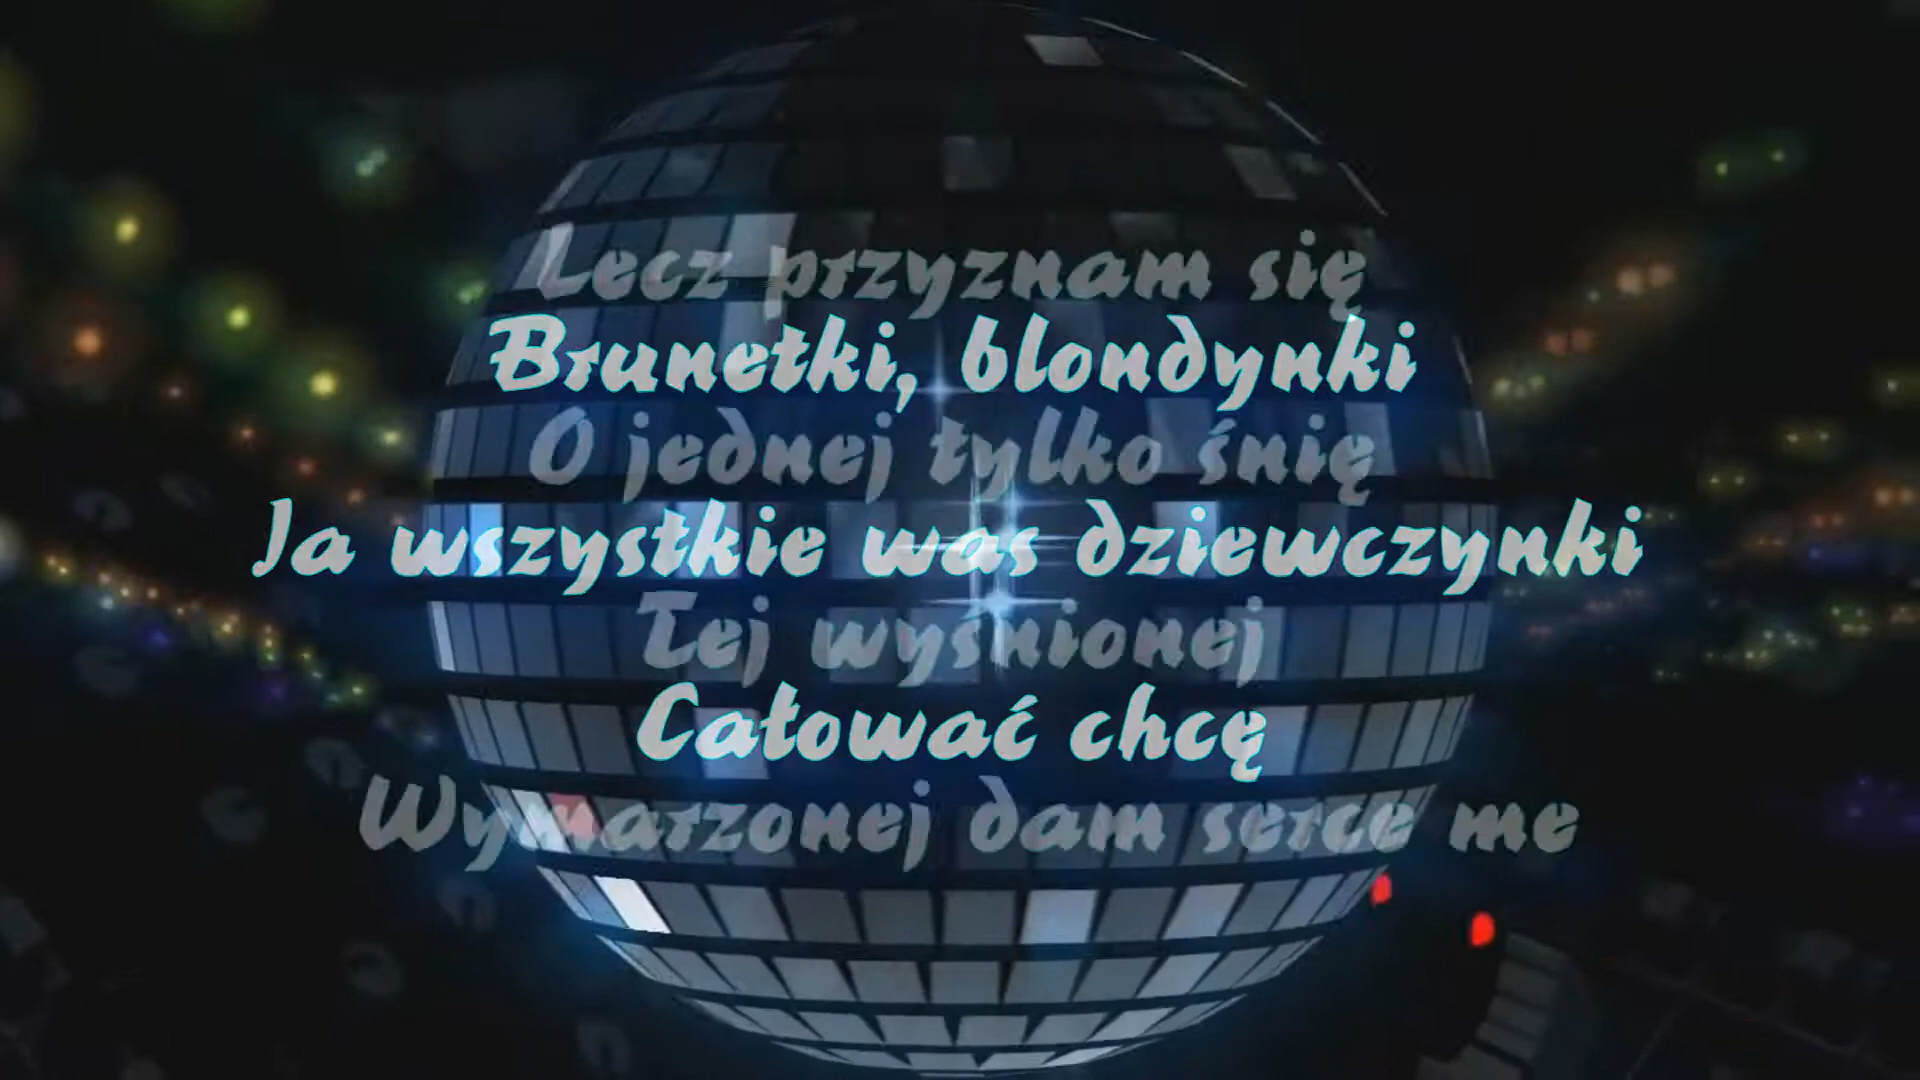 Lecz przyznam się
Brunetki, blondynki
O jednej tylko śnię
Ja wszystkie was dziewczynki
Tej wyśnionej
Całować chcę
Wymarzonej dam serce me